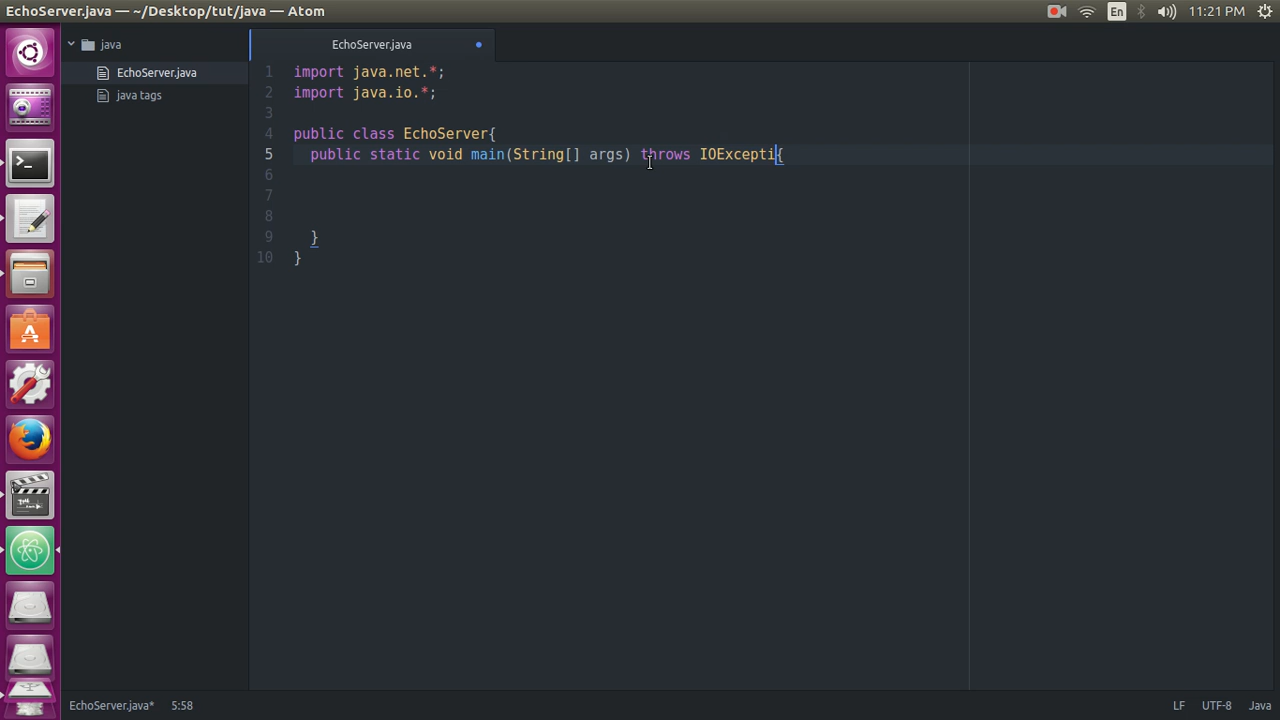 EchoServer.java — ~/Desktop/tut/java — Atom
En
11:21 PM
java
EchoServer.java
java tags
EchoServer.java
1 import java.net.*;
2 import java.io.*;
3
4 public class EchoServer{
5 public static void main(String[] args) throws IOExcepti{
6
7
8
9 }
10 }
EchoServer.java* 5:58
LF UTF-8 Java